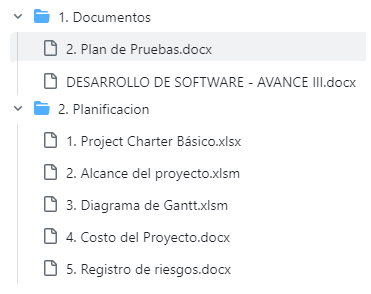 1. Documentos
2. Plan de Pruebas.docx
DESARROLLO DE SOFTWARE - AVANCE III.docx
2. Planificacion
1. Project Charter Básico.xlsx
2. Alcance del proyecto.xlsm
3. Diagrama de Gantt.xlsm
4. Costo del Proyecto.docx
5. Registro de riesgos.docx